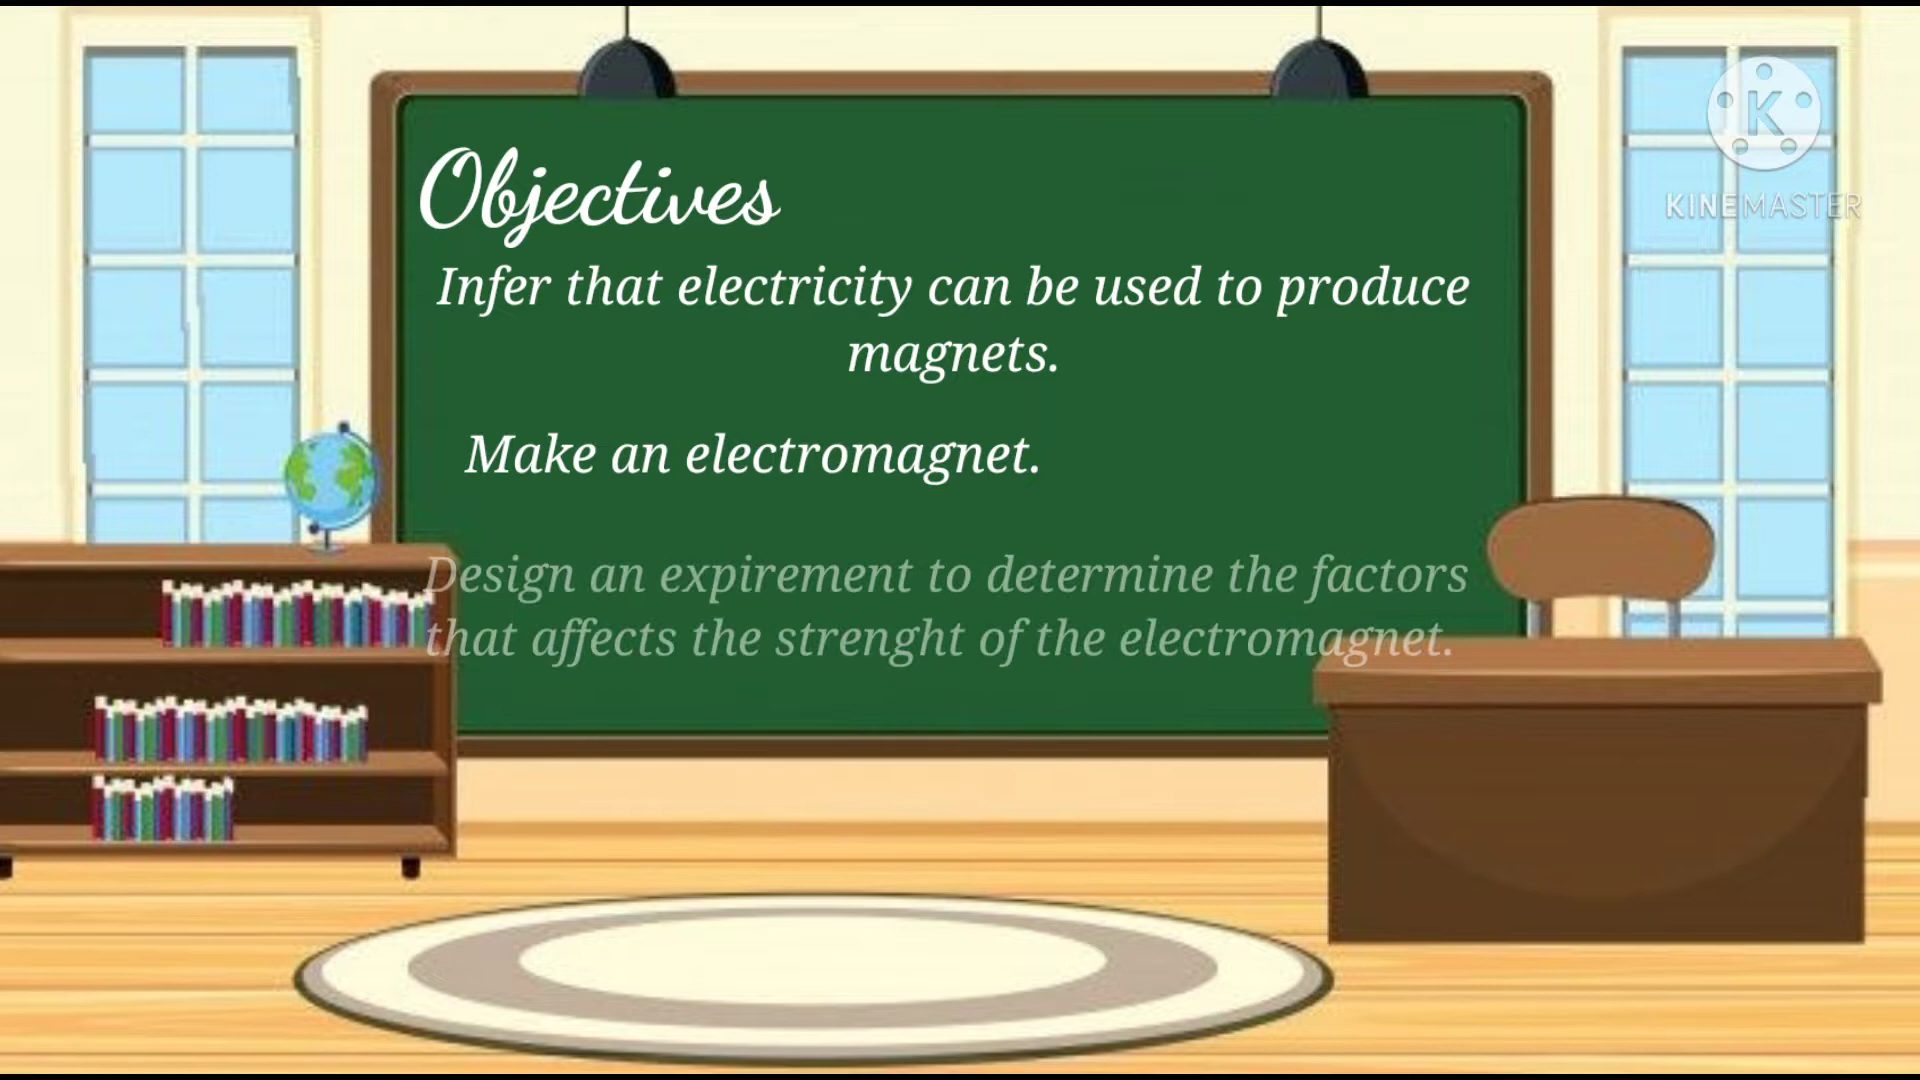 Objectives
Infer that electricity can be used to produce
magnets.
Make an electromagnet.
Design an expirement to determine the factors
that affects the strenght of the electromagnet.
K
KINEMASTER